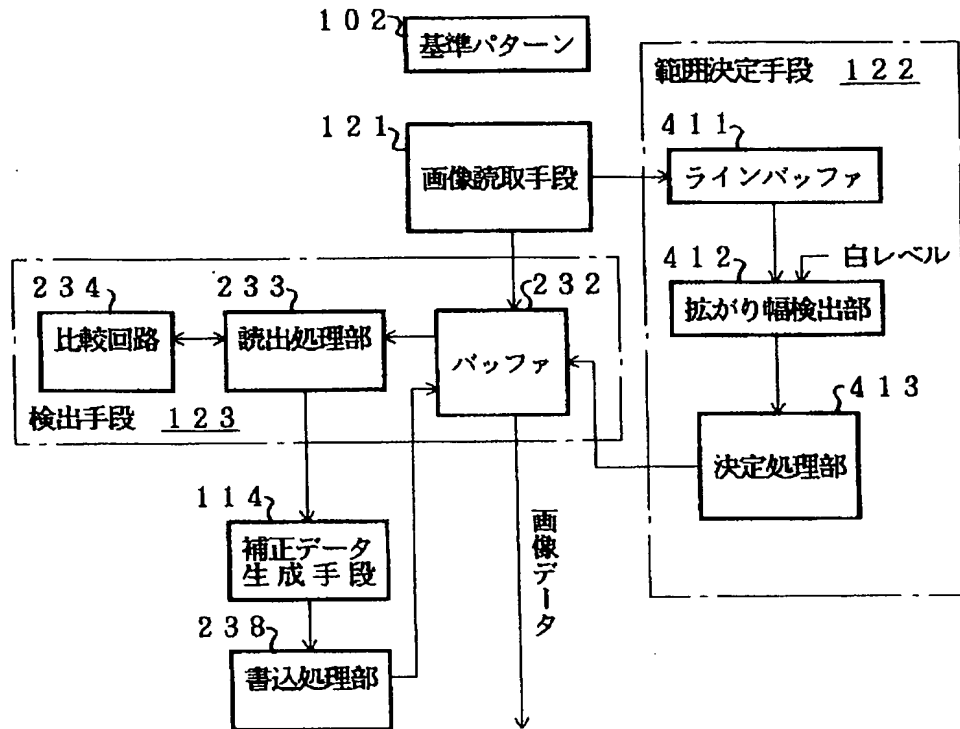 102
基準パターン
範囲決定手段 122
121
画像読取手段
411
ラインバッファ
白レベル
412
拡がり幅検出部
234
233
232
比較回路
読出処理部
バッファ
検出手段 123
413
決定処理部
114
補正データ
生成手段
画像データ
238
書込処理部